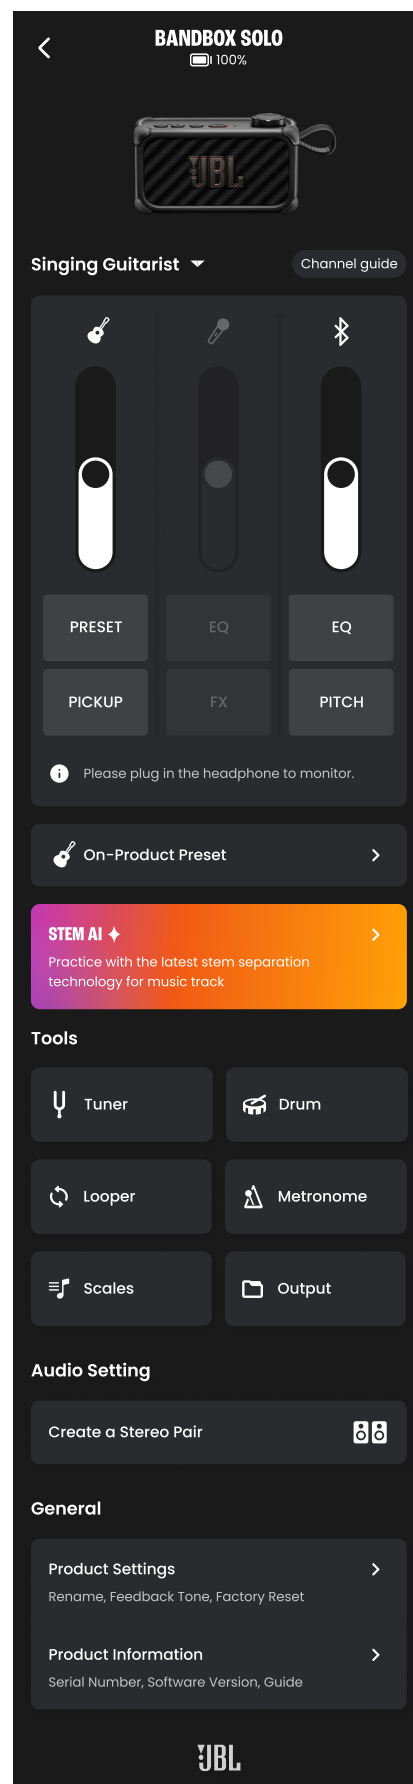 BANDBOX SOLO
100%
JBL
Singing Guitarist
Channel guide
PRESET
EQ
EQ
PICKUP
FX
PITCH
Please plug in the headphone to monitor.
On-Product Preset
STEM AI
Practice with the latest stem separation
technology for music track
Tools
Tuner
Drum
Looper
Metronome
Scales
Output
Audio Setting
Create a Stereo Pair
General
Product Settings
Rename, Feedback Tone, Factory Reset
Product Information
Serial Number, Software Version, Guide
JBL